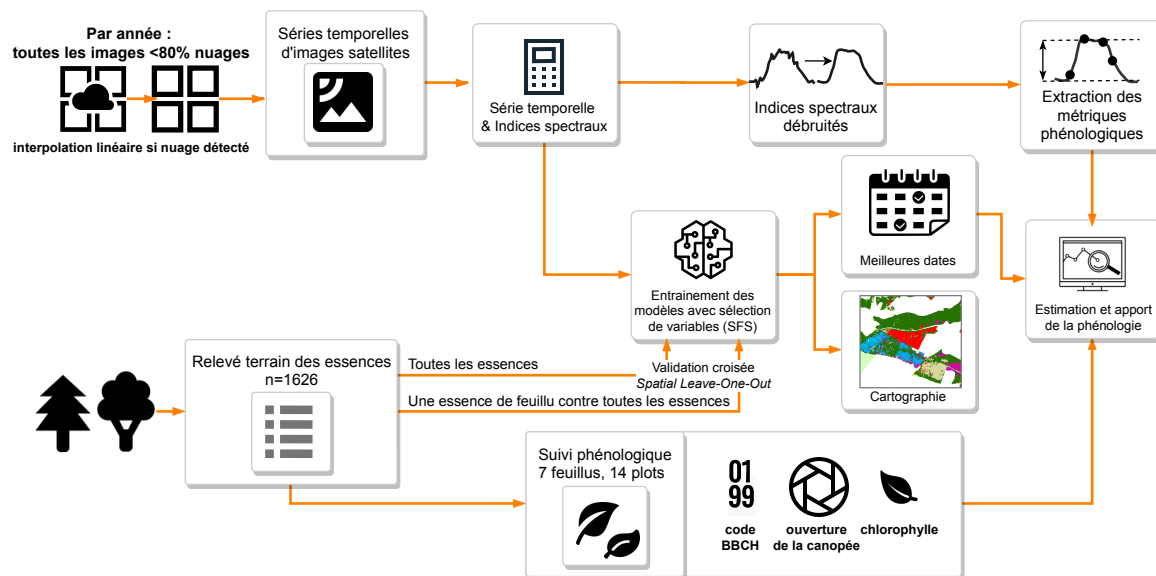 Par année :
toutes les images <80% nuages
interpolation linéaire si nuage détecté
Séries temporelles
d'images satellites
Série temporelle
& Indices spectraux
Indices spectraux
débruités
Extraction des
métriques
phénologiques
Entrainement des
modèles avec sélection
de variables (SFS)
Meilleures dates
Cartographie
Estimation et apport
de la phénologie
Relevé terrain des essences
n=1626
Toutes les essences
Validation croisée
Spatial Leave-One-Out
Une essence de feuillu contre toutes les essences
Suivi phénologique
7 feuillus, 14 plots
01
99
code
BBCH
ouverture
de la canopée
chlorophylle